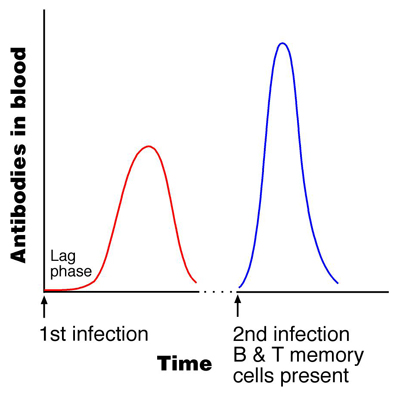 Antibodies in blood
Lag
phase
1st infection
2nd infection
B & T memory
cells present
Time